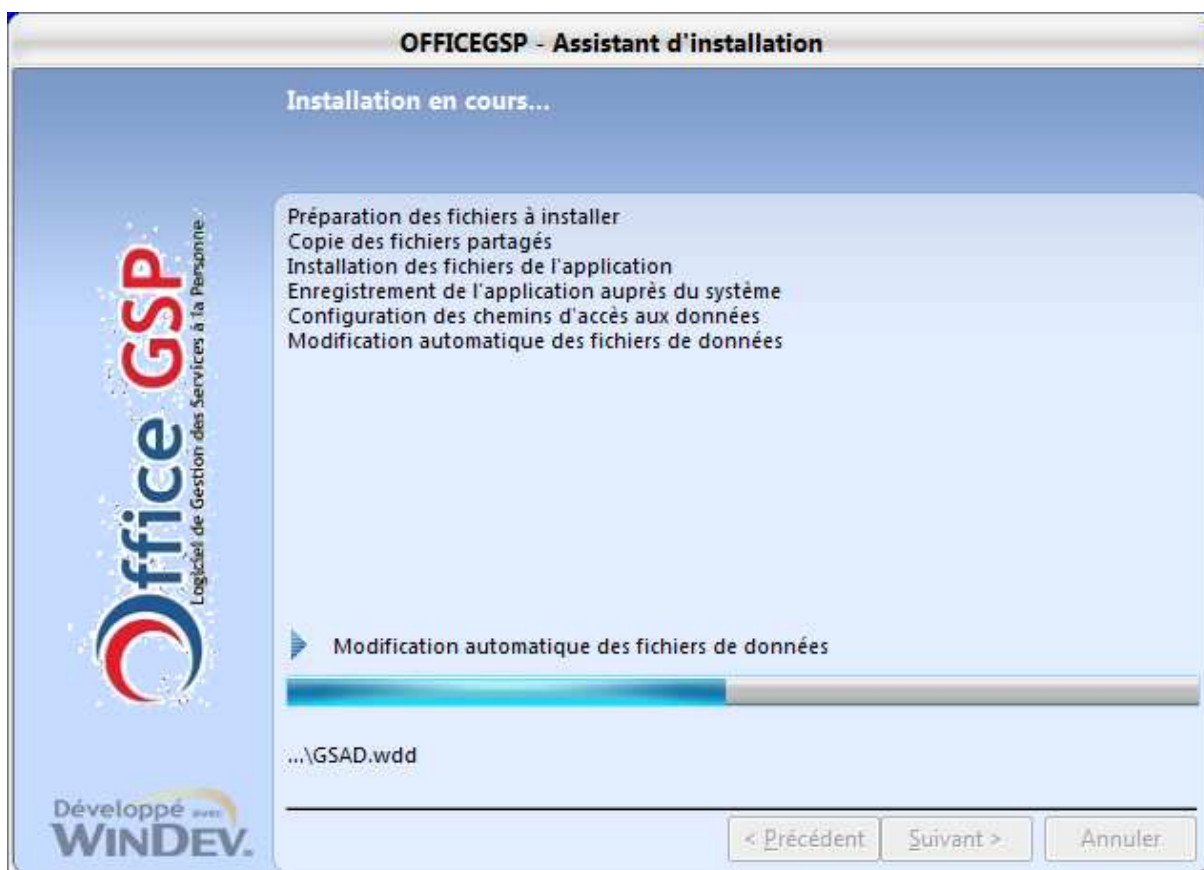 OFFICEGSP - Assistant d'installation
Installation en cours...
Préparation des fichiers à installer
Copie des fichiers partagés
Installation des fichiers de l'application
Enregistrement de l'application auprès du système
Configuration des chemins d'accès aux données
Modification automatique des fichiers de données
Office GSP
Logiciel de Gestion des Services à la Personne
Modification automatique des fichiers de données
...\GSAD.wdd
Développé avec
WINDEV.
< Précédent
Suivant >
Annuler